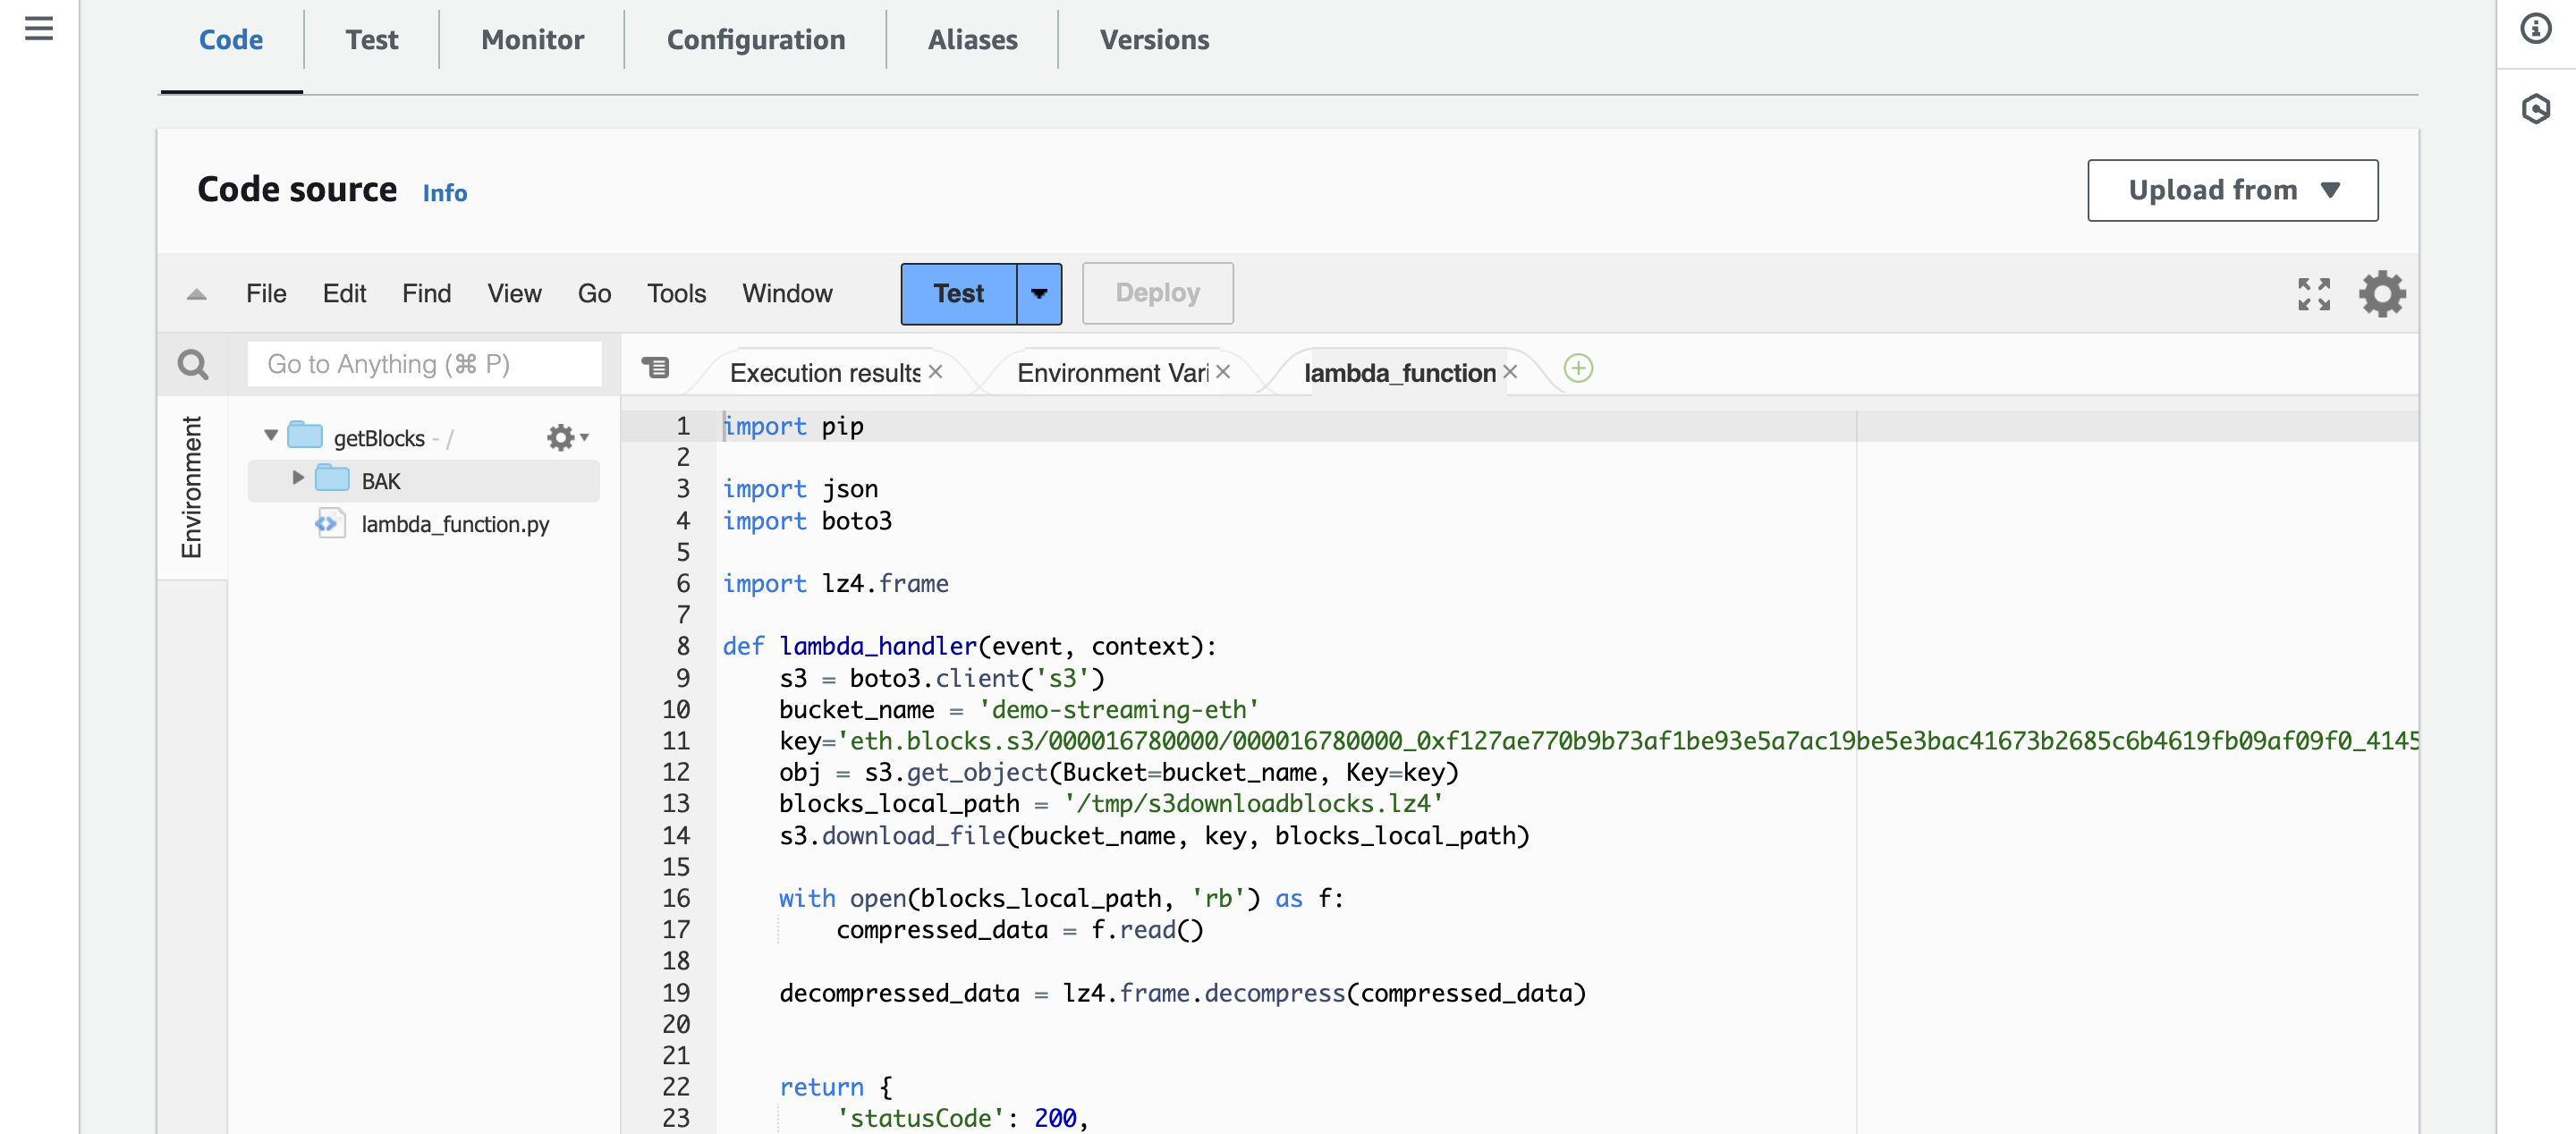 Code Test Monitor Configuration Aliases Versions
Code source Info
Upload from
File Edit Find View Go Tools Window Test Deploy
Go to Anything (⌘ P)
Execution results Environment Vari lambda_function
Environment
getBlocks - /
BAK
lambda_function.py
1 import pip
2
3 import json
4 import boto3
5
6 import lz4.frame
7
8 def lambda_handler(event, context):
9 s3 = boto3.client('s3')
10 bucket_name = 'demo-streaming-eth'
11 key='eth.blocks.s3/000016780000/000016780000_0xf127ae770b9b73af1be93e5a7ac19be5e3bac41673b2685c6b4619fb09af09f0_4145
12 obj = s3.get_object(Bucket=bucket_name, Key=key)
13 blocks_local_path = '/tmp/s3downloadblocks.lz4'
14 s3.download_file(bucket_name, key, blocks_local_path)
15
16 with open(blocks_local_path, 'rb') as f:
17 compressed_data = f.read()
18
19 decompressed_data = lz4.frame.decompress(compressed_data)
20
21
22 return {
23 'statusCode': 200,